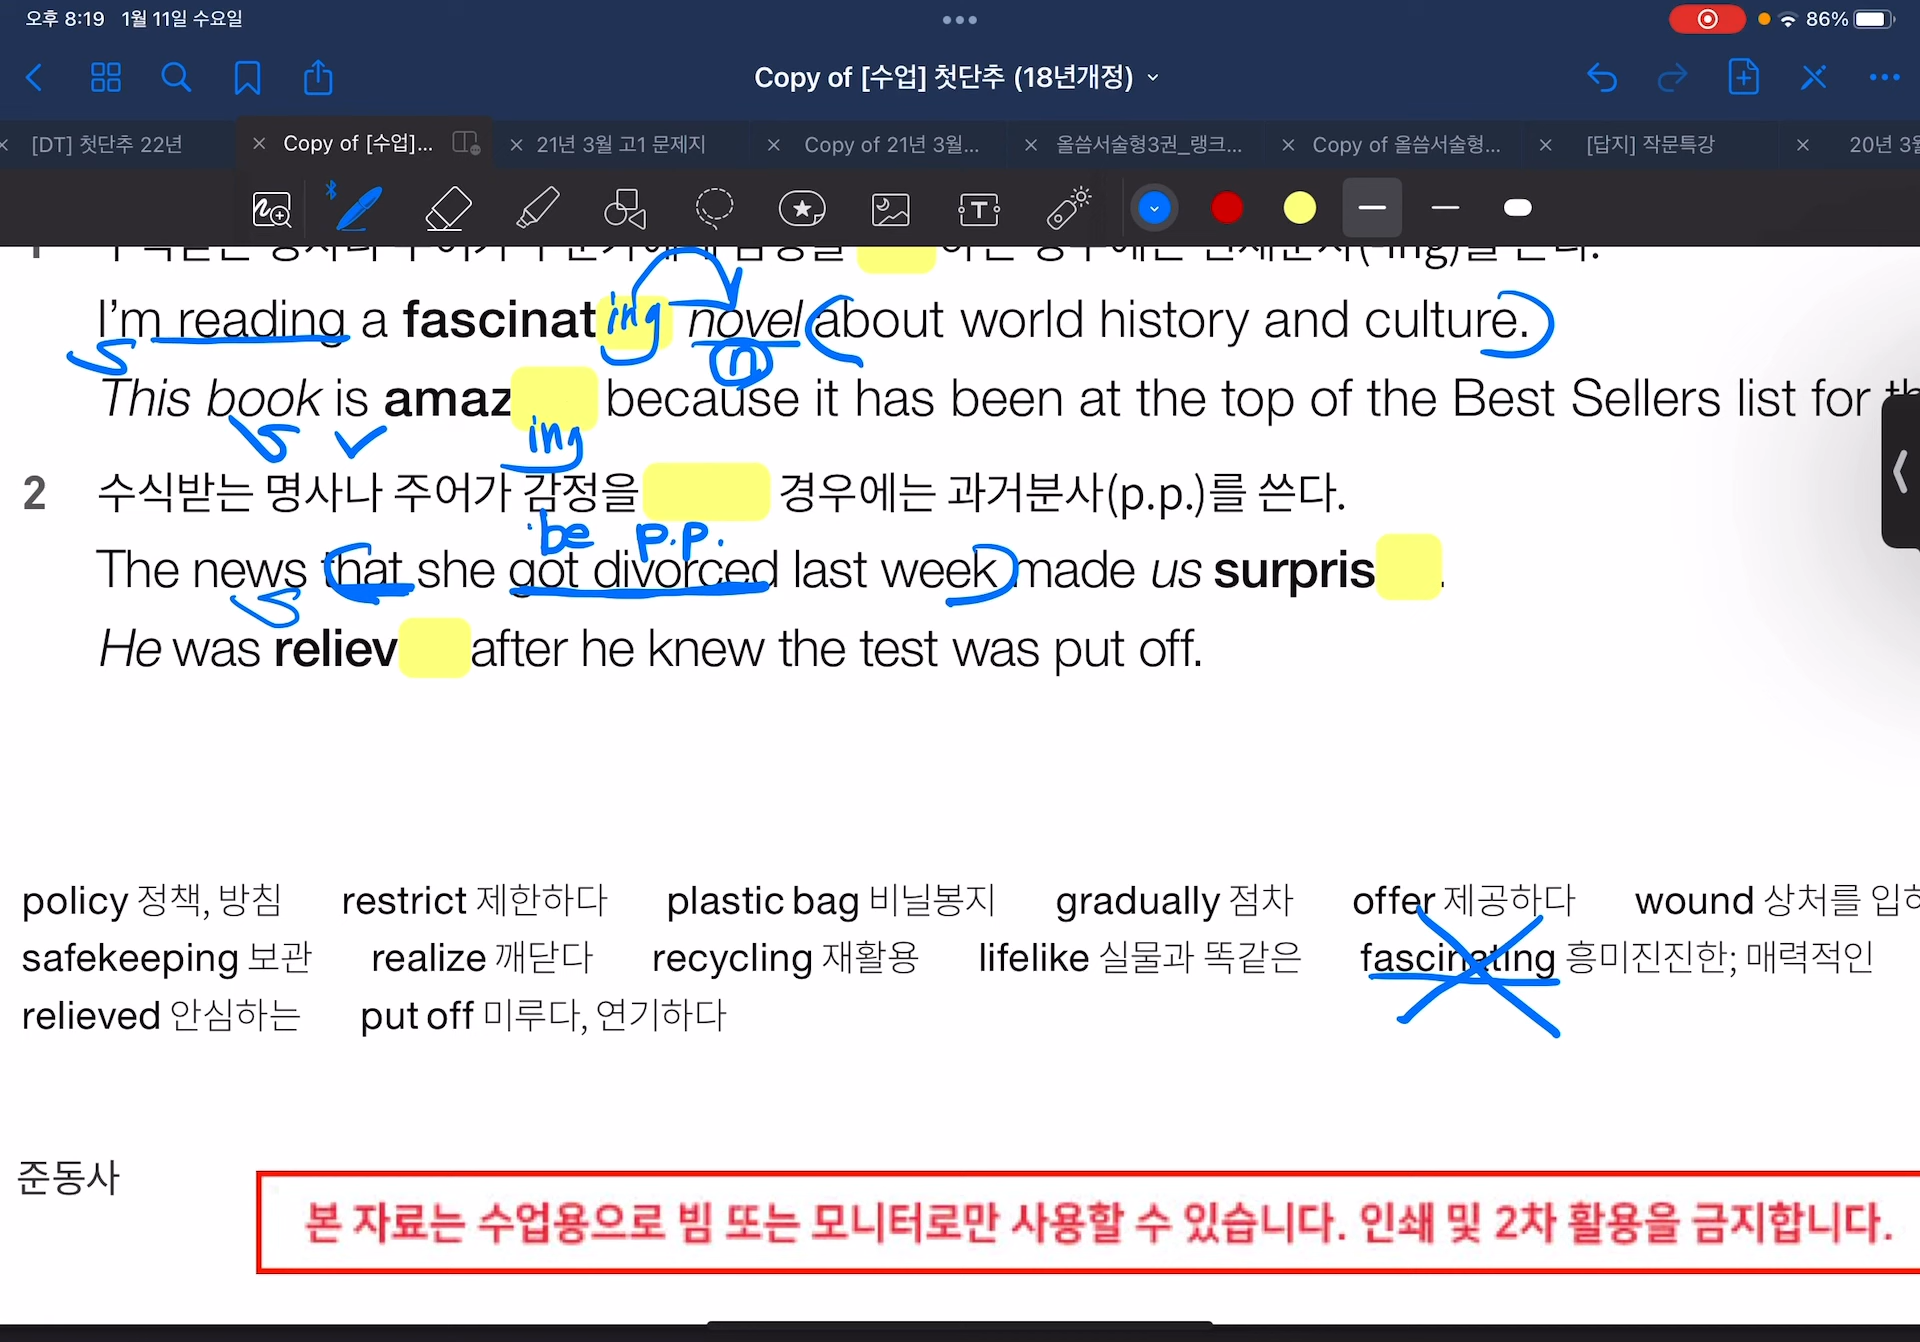 오후 8:19 1월 11일 수요일
86%
Copy of [수업] 첫단추 (18년개정)
[DT] 첫단추 22년
Copy of [수업]...
21년 3월 고1 문제지
Copy of 21년 3월...
올씀서술형3권_랭크...
Copy of 올씀서술형...
[답지] 작문특강
20년 3월
I'm reading a fascinating novel about world history and culture.
n
This book is amaz because it has been at the top of the Best Sellers list for
S V ing
2 수식받는 명사나 주어가 감정을 경우에는 과거분사(p.p.)를 쓴다.
be p.p.
The news that she got divorced last week made us surpris .
S
He was reliev after he knew the test was put off.
policy 정책, 방침 restrict 제한하다 plastic bag 비닐봉지 gradually 점차 offer 제공하다 wound 상처를
safekeeping 보관 realize 깨닫다 recycling 재활용 lifelike 실물과 똑같은 fascinating 흥미진진한; 매력적인
relieved 안심하는 put off 미루다, 연기하다
준동사
본 자료는 수업용으로 빔 또는 모니터로만 사용할 수 있습니다. 인쇄 및 2차 활용을 금지합니다.